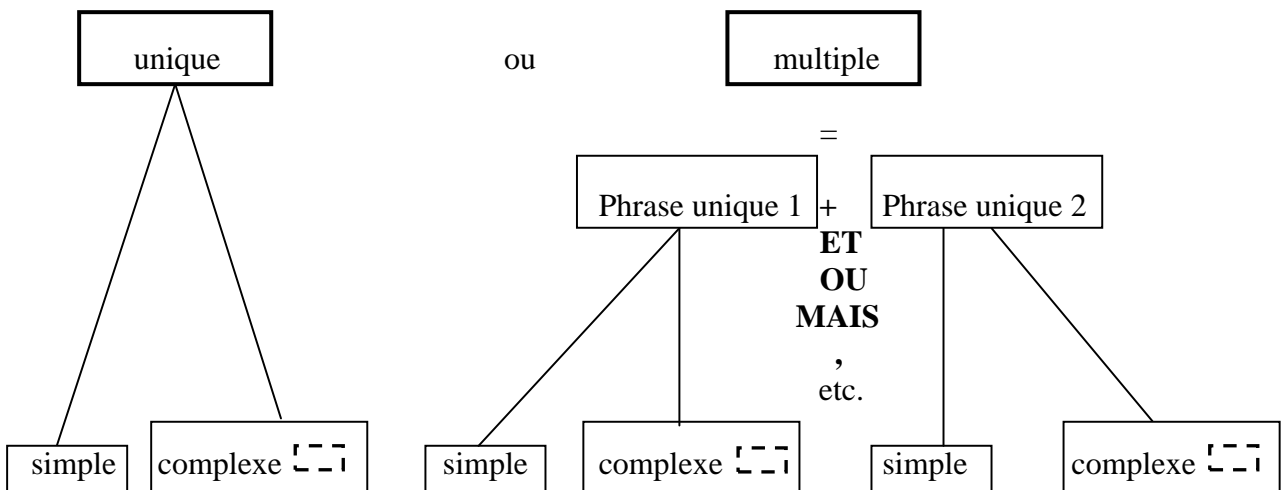 unique ou multiple
=
Phrase unique 1 + Phrase unique 2
ET
OU
MAIS
,
etc.
simple complexe simple complexe simple complexe